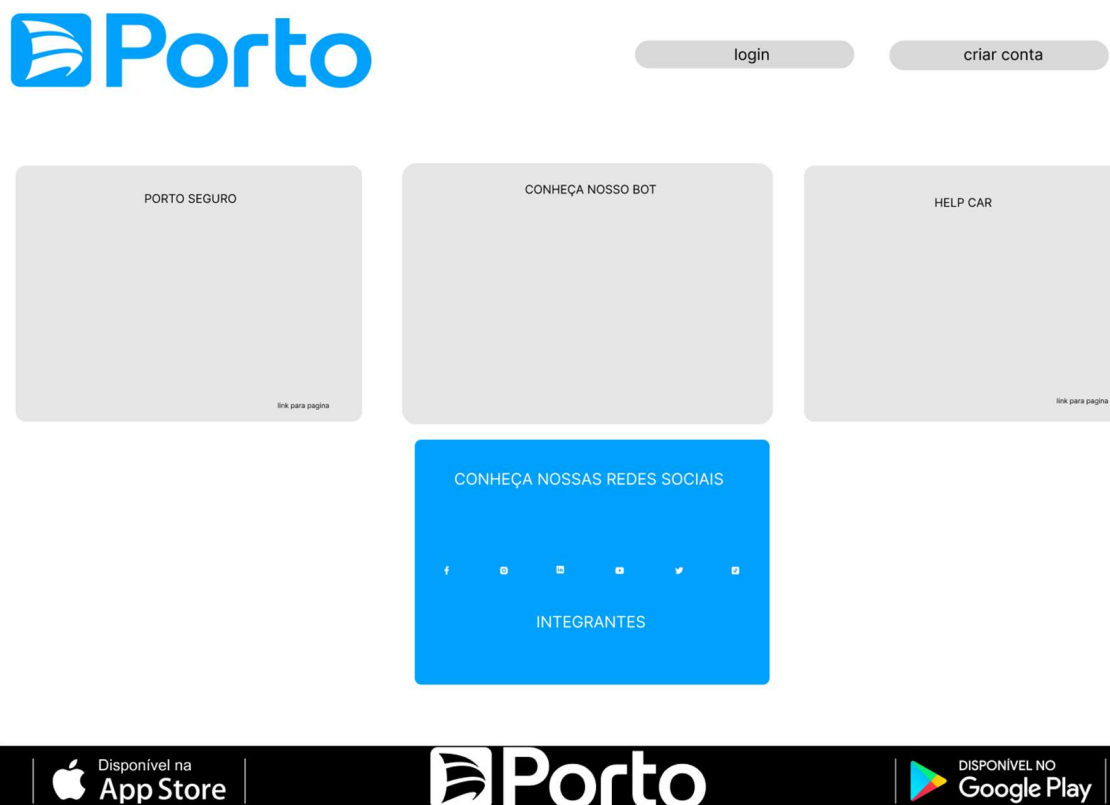 Porto
login
criar conta
PORTO SEGURO
CONHEÇA NOSSO BOT
HELP CAR
link para pagina
link para pagina
CONHEÇA NOSSAS REDES SOCIAIS
INTEGRANTES
Disponível na
App Store
Porto
DISPONÍVEL NO
Google Play